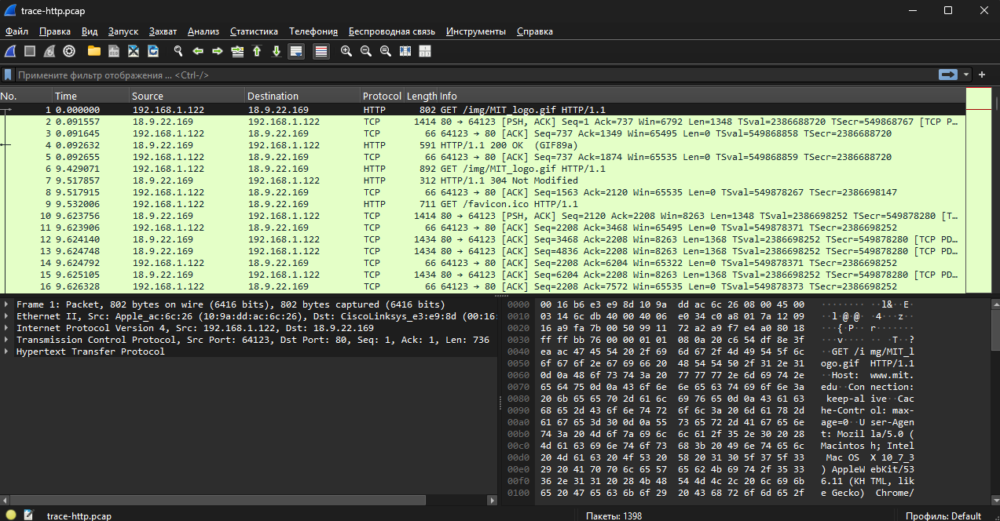 trace-http.pcap
Файл Правка Вид Запуск Захват Анализ Статистика Телефония Беспроводная связь Инструменты Справка
Примените фильтр отображения ... <Ctrl-/>
No. Time Source Destination Protocol Length Info
1 0.000000 192.168.1.122 18.9.22.169 HTTP 802 GET /img/MIT_logo.gif HTTP/1.1
2 0.091557 18.9.22.169 192.168.1.122 TCP 1414 80 → 64123 [PSH, ACK] Seq=1 Ack=737 Win=6792 Len=1348 TSval=2386688720 TSecr=549868767 [TCP P…
3 0.091645 192.168.1.122 18.9.22.169 TCP 66 64123 → 80 [ACK] Seq=737 Ack=1349 Win=65495 Len=0 TSval=549868858 TSecr=2386688720
4 0.092632 18.9.22.169 192.168.1.122 HTTP 591 HTTP/1.1 200 OK  (GIF89a)
5 0.092655 192.168.1.122 18.9.22.169 TCP 66 64123 → 80 [ACK] Seq=737 Ack=1874 Win=65535 Len=0 TSval=549868859 TSecr=2386688720
6 9.429071 192.168.1.122 18.9.22.169 HTTP 892 GET /img/MIT_logo.gif HTTP/1.1
7 9.517857 18.9.22.169 192.168.1.122 HTTP 312 HTTP/1.1 304 Not Modified
8 9.517915 192.168.1.122 18.9.22.169 TCP 66 64123 → 80 [ACK] Seq=1563 Ack=2120 Win=65535 Len=0 TSval=549878267 TSecr=2386698147
9 9.532006 192.168.1.122 18.9.22.169 HTTP 711 GET /favicon.ico HTTP/1.1
10 9.623756 18.9.22.169 192.168.1.122 TCP 1414 80 → 64123 [PSH, ACK] Seq=2120 Ack=2208 Win=8263 Len=1348 TSval=2386698252 TSecr=549878280 [T…
11 9.623906 192.168.1.122 18.9.22.169 TCP 66 64123 → 80 [ACK] Seq=2208 Ack=3468 Win=65495 Len=0 TSval=549878371 TSecr=2386698252
12 9.624140 18.9.22.169 192.168.1.122 TCP 1434 80 → 64123 [ACK] Seq=3468 Ack=2208 Win=8263 Len=1368 TSval=2386698252 TSecr=549878280 [TCP PD…
13 9.624748 18.9.22.169 192.168.1.122 TCP 1434 80 → 64123 [ACK] Seq=4836 Ack=2208 Win=8263 Len=1368 TSval=2386698252 TSecr=549878280 [TCP PD…
14 9.624792 192.168.1.122 18.9.22.169 TCP 66 64123 → 80 [ACK] Seq=2208 Ack=6204 Win=65322 Len=0 TSval=549878371 TSecr=2386698252
15 9.625105 18.9.22.169 192.168.1.122 TCP 1434 80 → 64123 [ACK] Seq=6204 Ack=2208 Win=8263 Len=1368 TSval=2386698252 TSecr=549878280 [TCP PD…
16 9.626328 192.168.1.122 18.9.22.169 TCP 66 64123 → 80 [ACK] Seq=2208 Ack=7572 Win=65535 Len=0 TSval=549878373 TSecr=2386698252
Frame 1: Packet, 802 bytes on wire (6416 bits), 802 bytes captured (6416 bits)
Ethernet II, Src: Apple_ac:6c:26 (10:9a:dd:ac:6c:26), Dst: CiscoLinksys_e3:e9:8d (00:16:
Internet Protocol Version 4, Src: 192.168.1.122, Dst: 18.9.22.169
Transmission Control Protocol, Src Port: 64123, Dst Port: 80, Seq: 1, Ack: 1, Len: 736
Hypertext Transfer Protocol
0000 00 16 b6 e3 e9 8d 10 9a dd ac 6c 26 08 00 45 00 ········ ··l&··E·
0010 03 14 6c db 40 00 40 06 e0 34 c0 a8 01 7a 12 09 ··l·@·@· ·4···z··
0020 16 a9 fa 7b 00 50 99 11 72 a2 a9 f7 e4 a0 80 18 ···{·P·· r·······
0030 ff ff bb 76 00 00 01 01 08 0a 20 c6 54 df 8e 3f ···v···· ·· ·T··?
0040 ea ac 47 45 54 20 2f 69 6d 67 2f 4d 49 54 5f 6c ··GET /i mg/MIT_l
0050 6f 67 6f 2e 67 69 66 20 48 54 54 50 2f 31 2e 31 ogo.gif HTTP/1.1
0060 0d 0a 48 6f 73 74 3a 20 77 77 77 2e 6d 69 74 2e ··Host: www.mit.
0070 65 64 75 0d 0a 43 6f 6e 6e 65 63 74 69 6f 6e 3a edu··Con nection:
0080 20 6b 65 65 70 2d 61 6c 69 76 65 0d 0a 43 61 63 keep-al ive··Cac
0090 68 65 2d 43 6f 6e 74 72 6f 6c 3a 20 6d 61 78 2d he-Contr ol: max-
00a0 61 67 65 3d 30 0d 0a 55 73 65 72 2d 41 67 65 6e age=0··U ser-Agen
00b0 74 3a 20 4d 6f 7a 69 6c 6c 61 2f 35 2e 30 20 28 t: Mozil la/5.0 (
00c0 4d 61 63 69 6e 74 6f 73 68 3b 20 49 6e 74 65 6c Macintos h; Intel
00d0 20 4d 61 63 20 4f 53 20 58 20 31 30 5f 37 5f 33 Mac OS X 10_7_3
00e0 29 20 41 70 70 6c 65 57 65 62 4b 69 74 2f 35 33 ) AppleW ebKit/53
00f0 36 2e 31 31 20 28 4b 48 54 4d 4c 2c 20 6c 69 6b 6.11 (KH TML, lik
0100 65 20 47 65 63 6b 6f 29 20 43 68 72 6f 6d 65 2f e Gecko) Chrome/
trace-http.pcap Пакеты: 1398 Профиль: Default